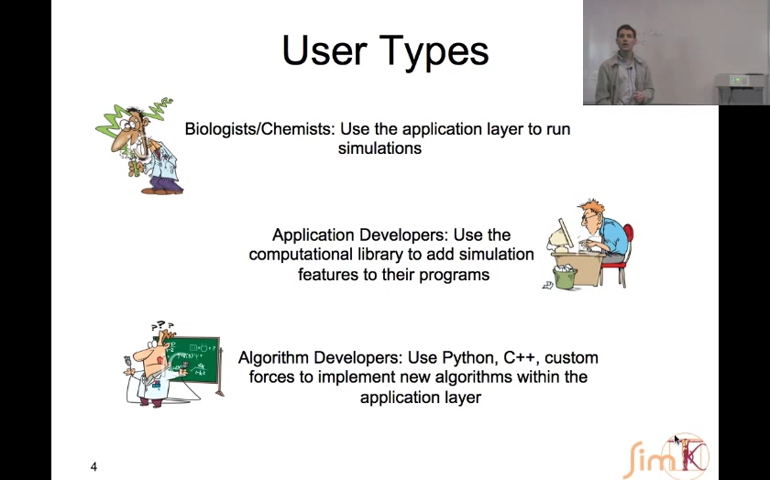 User Types
Biologists/Chemists: Use the application layer to run
simulations
Application Developers: Use the
computational library to add simulation
features to their programs
? ? ?
Algorithm Developers: Use Python, C++, custom
forces to implement new algorithms within the
application layer
4
SimTK